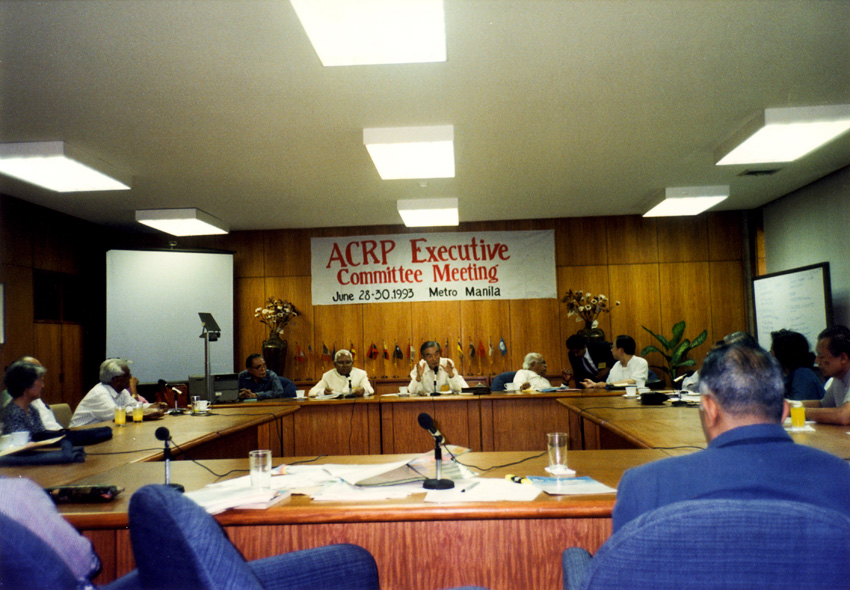 ACRP Executive
Committee Meeting
June 28-30.1993 Metro Manila